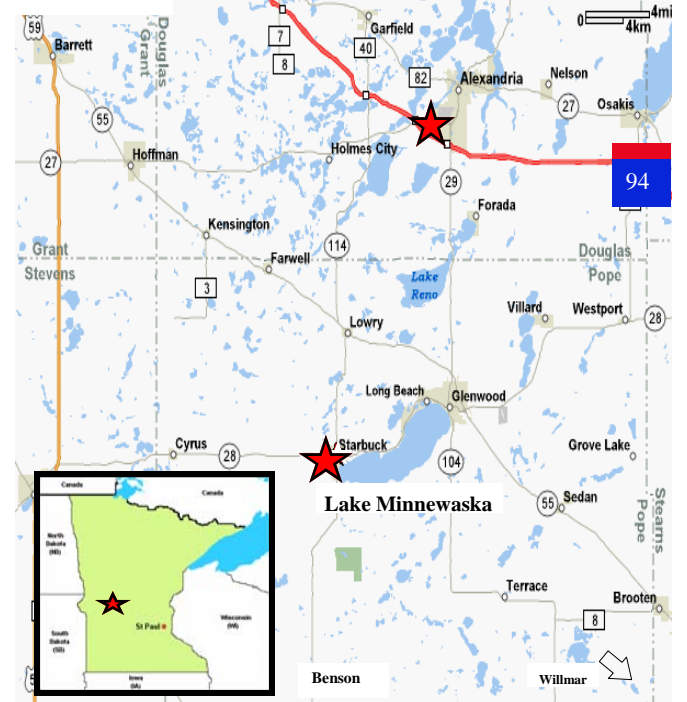 59
Barrett
Douglas
Grant
7
8
40
Garfield
0
4mi
4km
82
Alexandria
Nelson
27
Osakis
55
27
Hoffman
Holmes City
94
29
Forada
Kensington
114
Grant
Stevens
Farwell
Douglas
Pope
Lake
Reno
3
Villard
Westport
28
Lowry
Long Beach
Glenwood
Cyrus
28
Starbuck
104
Grove Lake
Lake Minnewaska
55
Sedan
Stearns
Pope
Canada
Canada
North
Dakota
(ND)
South
Dakota
(SD)
St Paul
Wisconsin
(WI)
Iowa
(IA)
Terrace
Brooten
8
Benson
Willmar